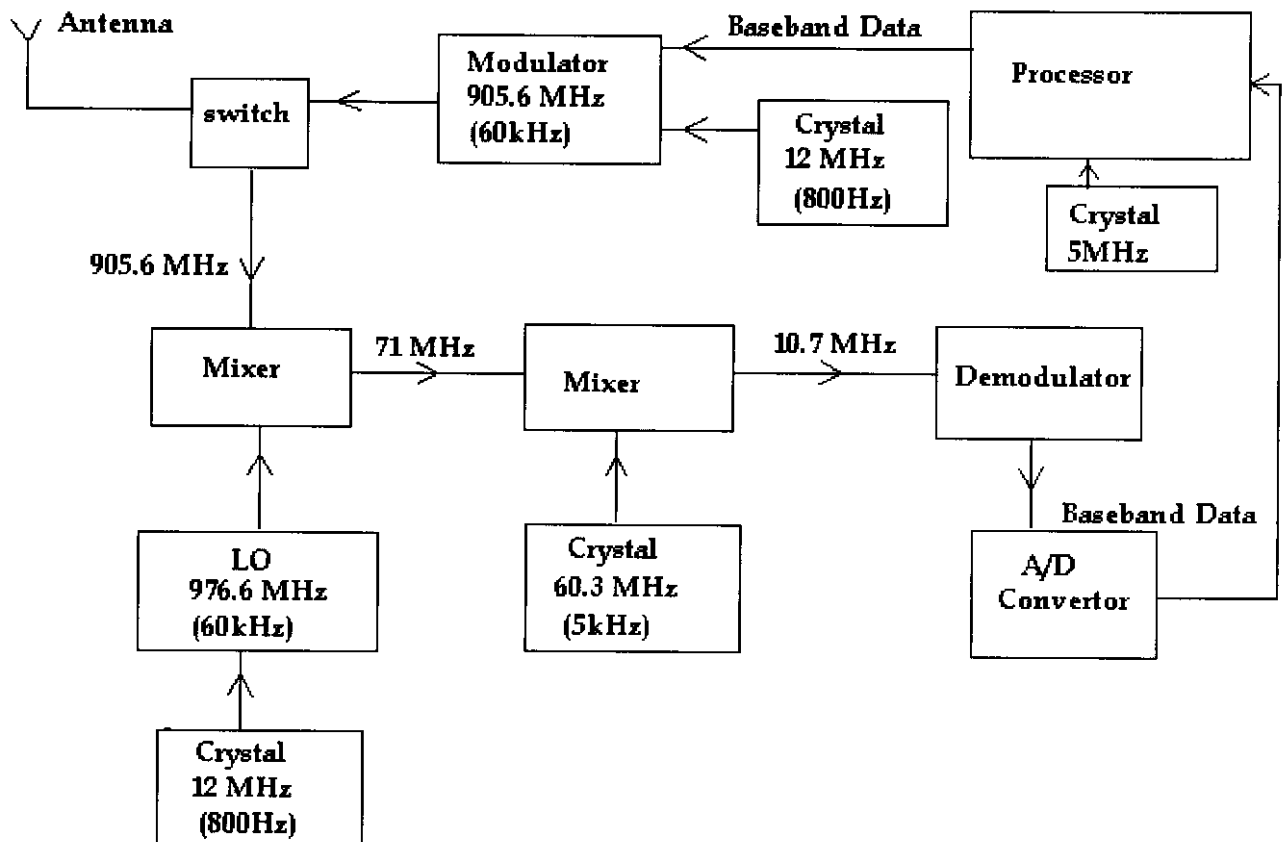 Antenna
switch
Modulator
905.6 MHz
(60kHz)
Baseband Data
Processor
Crystal
12 MHz
(800Hz)
Crystal
5MHz
905.6 MHz
Mixer
71 MHz
Mixer
10.7 MHz
Demodulator
LO
976.6 MHz
(60kHz)
Crystal
60.3 MHz
(5kHz)
Baseband Data
A/D
Convertor
Crystal
12 MHz
(800Hz)